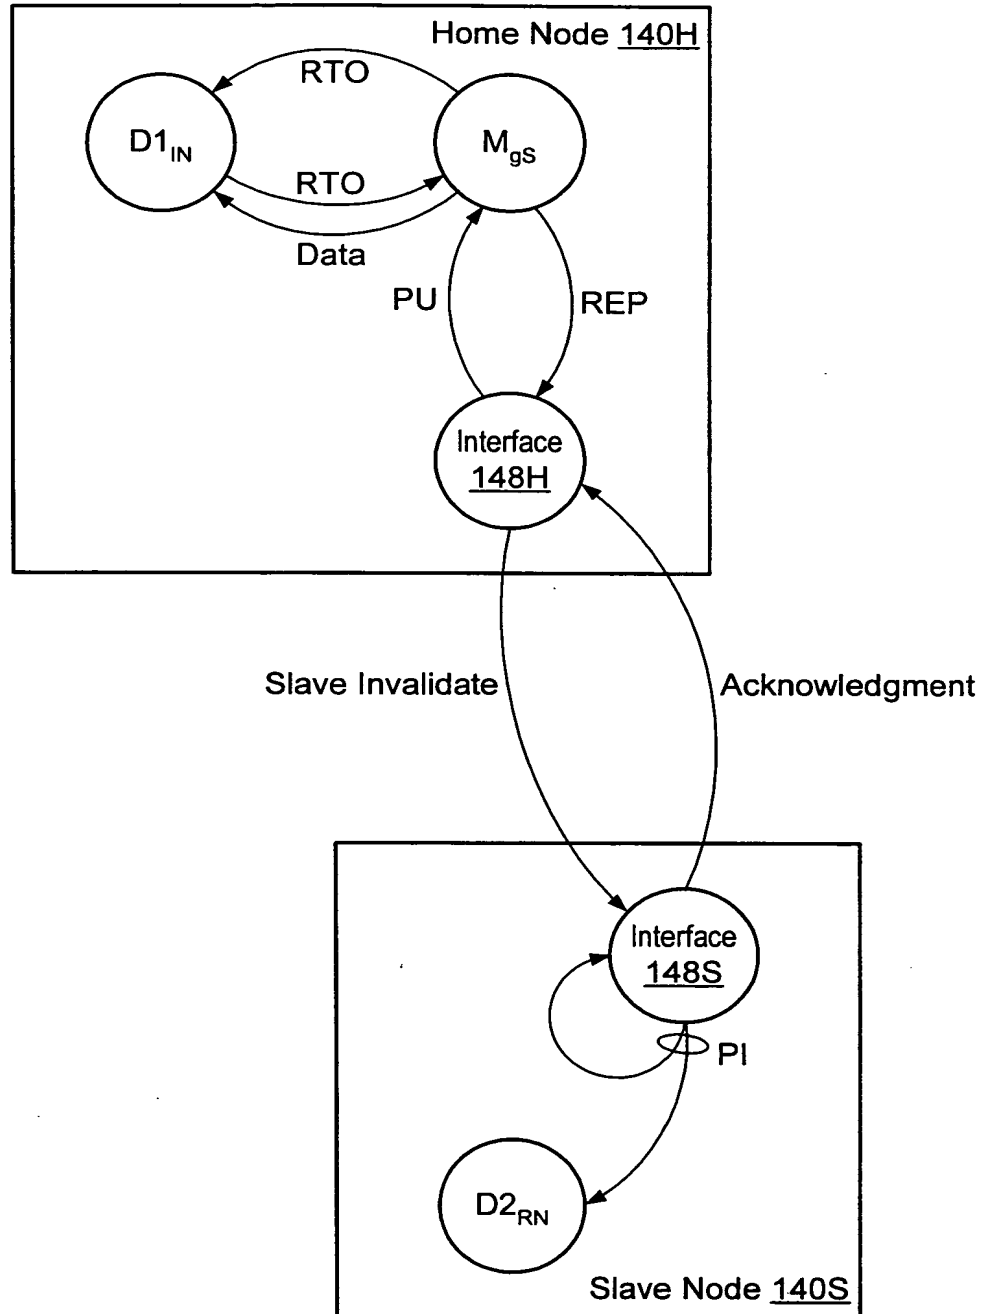 Home Node 140H
RTO
D1IN
MgS
RTO
Data
PU
REP
Interface
148H
Slave Invalidate
Acknowledgment
Interface
148S
PI
D2RN
Slave Node 140S